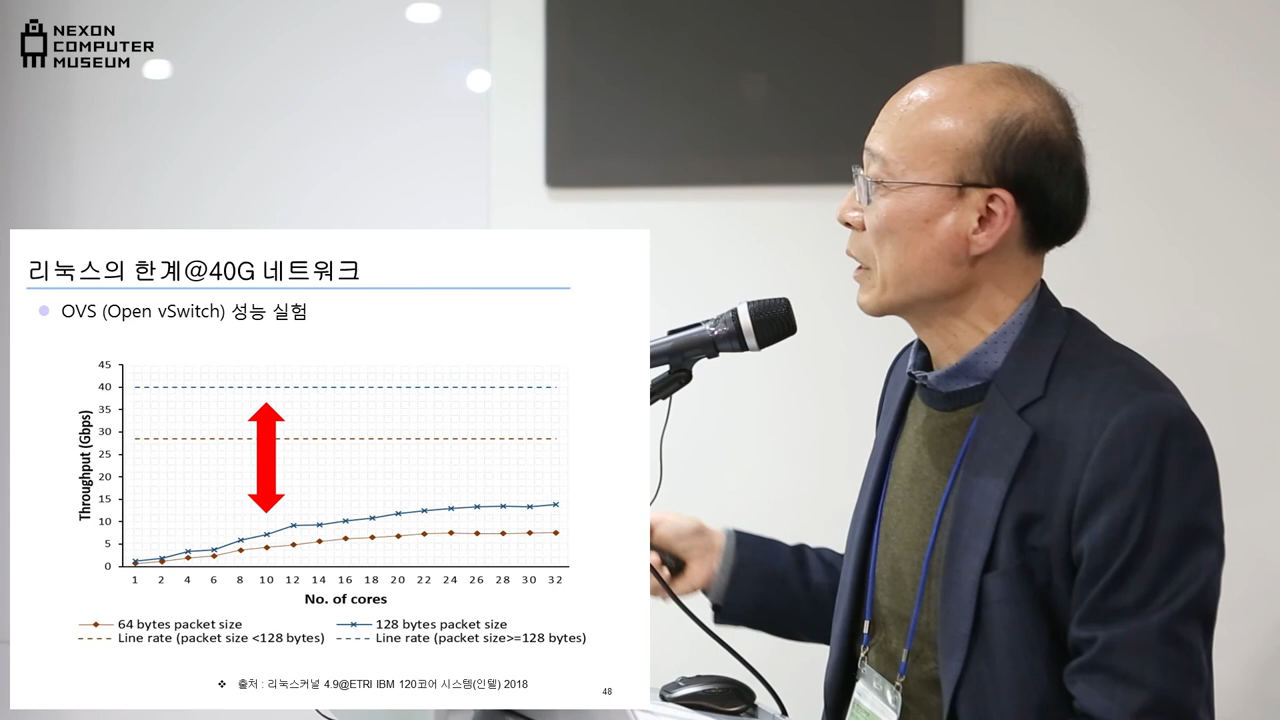 NEXON
COMPUTER
MUSEUM
리눅스의 한계@40G 네트워크
OVS (Open vSwitch) 성능 실험
45
40
35
30
25
20
15
10
5
0
Throughput (Gbps)
1 2 4 6 8 10 12 14 16 18 20 22 24 26 28 30 32
No. of cores
64 bytes packet size 128 bytes packet size
Line rate (packet size <128 bytes) Line rate (packet size>=128 bytes)
❖ 출처 : 리눅스커널 4.9@ETRI IBM 120코어 시스템(인텔) 2018
48